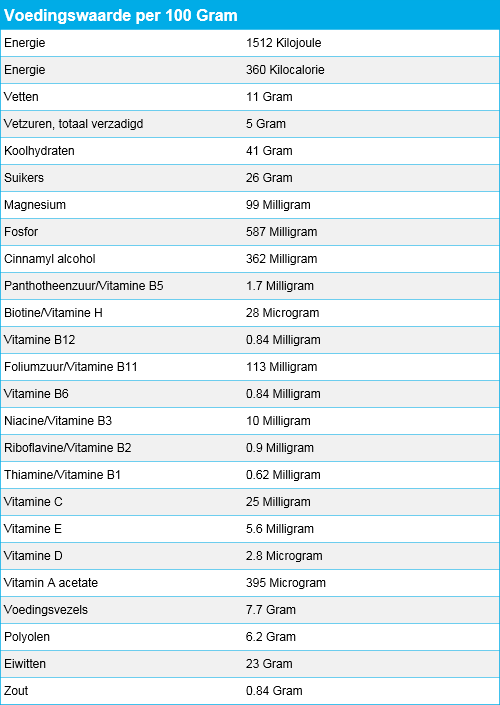 Voedingswaarde per 100 Gram
Energie 1512 Kilojoule
Energie 360 Kilocalorie
Vetten 11 Gram
Vetzuren, totaal verzadigd 5 Gram
Koolhydraten 41 Gram
Suikers 26 Gram
Magnesium 99 Milligram
Fosfor 587 Milligram
Cinnamyl alcohol 362 Milligram
Panthotheenzuur/Vitamine B5 1.7 Milligram
Biotine/Vitamine H 28 Microgram
Vitamine B12 0.84 Milligram
Foliumzuur/Vitamine B11 113 Milligram
Vitamine B6 0.84 Milligram
Niacine/Vitamine B3 10 Milligram
Riboflavine/Vitamine B2 0.9 Milligram
Thiamine/Vitamine B1 0.62 Milligram
Vitamine C 25 Milligram
Vitamine E 5.6 Milligram
Vitamine D 2.8 Microgram
Vitamin A acetate 395 Microgram
Voedingsvezels 7.7 Gram
Polyolen 6.2 Gram
Eiwitten 23 Gram
Zout 0.84 Gram